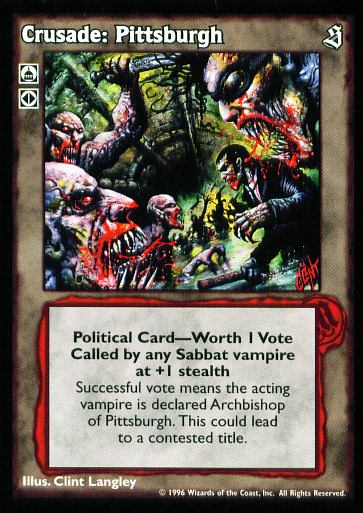 Crusade: Pittsburgh
Political Card—Worth 1 Vote
Called by any Sabbat vampire
at +1 stealth
Successful vote means the acting
vampire is declared Archbishop
of Pittsburgh. This could lead
to a contested title.
Illus. Clint Langley
© 1996 Wizards of the Coast, Inc. All Rights Reserved.